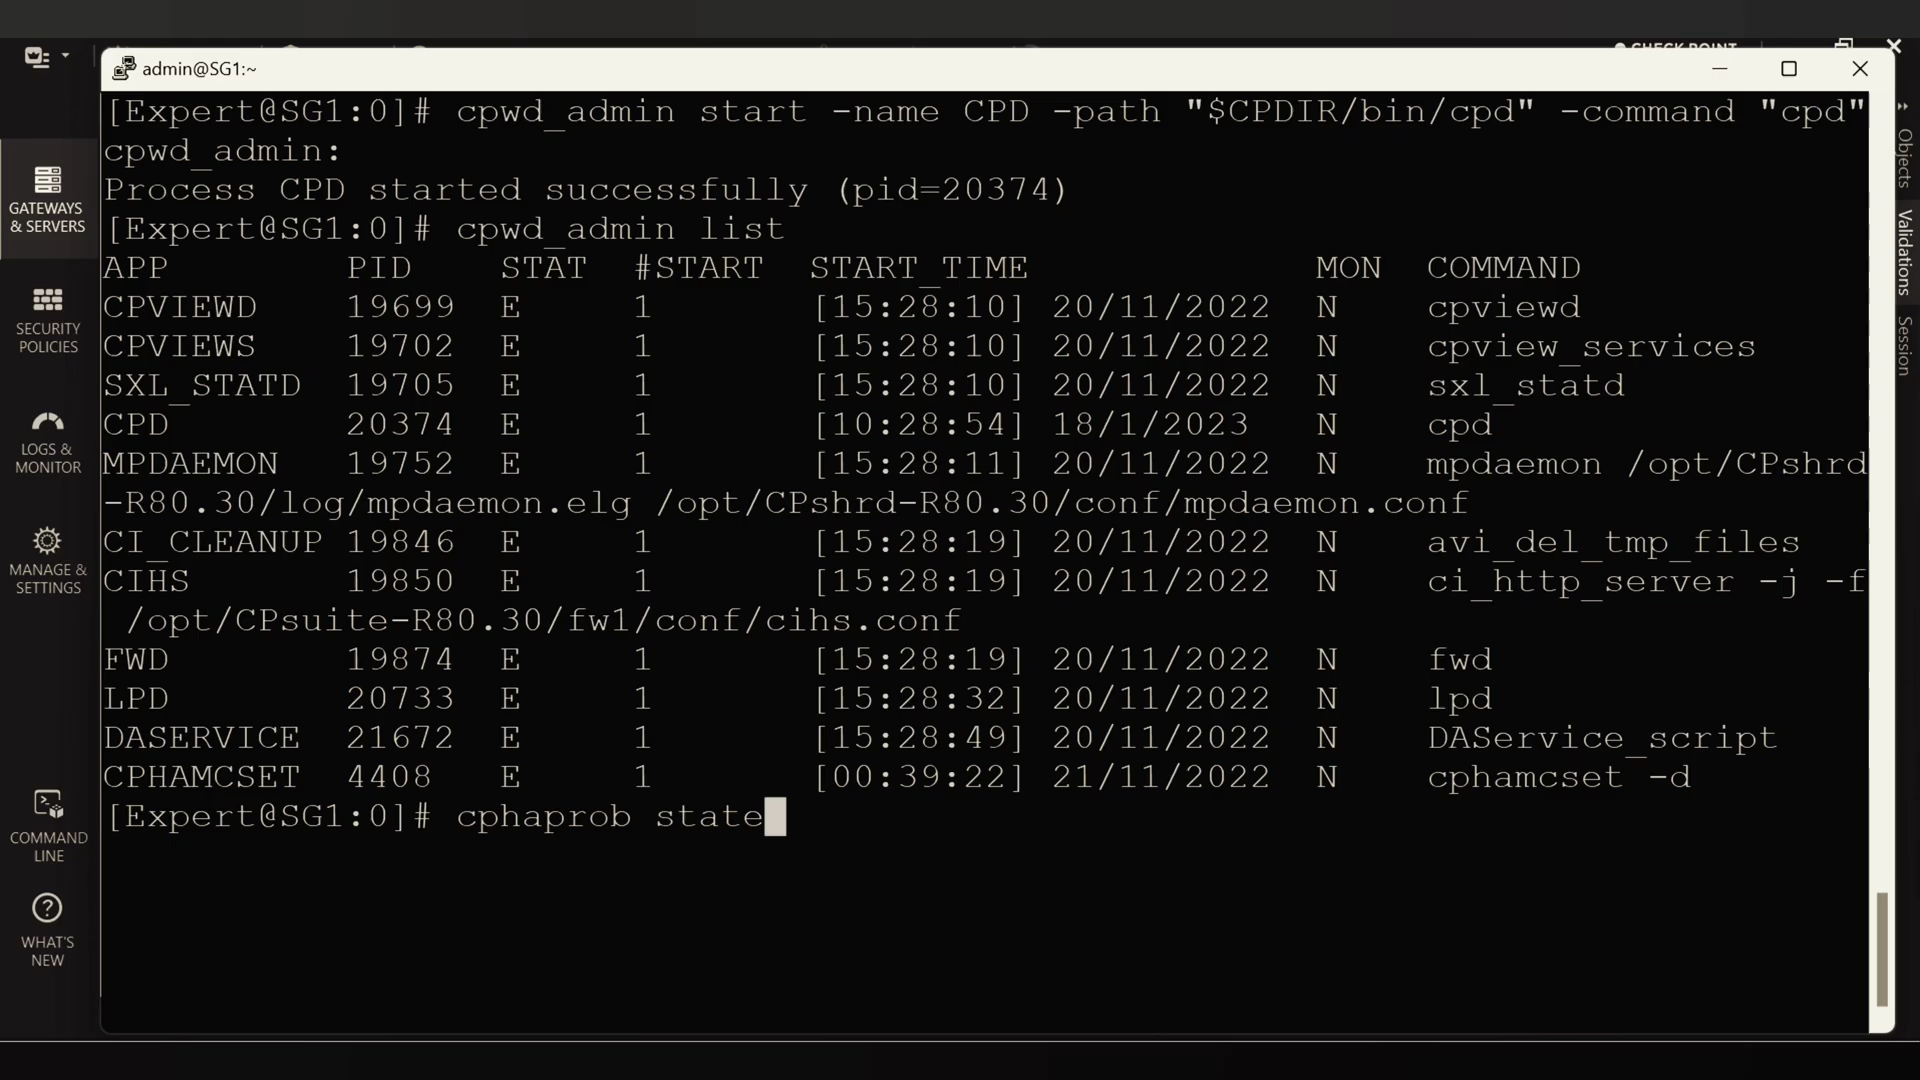 CHECK POINT
admin@SG1:~
[Expert@SG1:0]# cpwd_admin start -name CPD -path "$CPDIR/bin/cpd" -command "cpd"
cpwd_admin:
Process CPD started successfully (pid=20374)
[Expert@SG1:0]# cpwd_admin list
APP PID STAT #START START_TIME MON COMMAND
CPVIEWD 19699 E 1 [15:28:10] 20/11/2022 N cpviewd
CPVIEWS 19702 E 1 [15:28:10] 20/11/2022 N cpview_services
SXL_STATD 19705 E 1 [15:28:10] 20/11/2022 N sxl_statd
CPD 20374 E 1 [10:28:54] 18/1/2023 N cpd
MPDAEMON 19752 E 1 [15:28:11] 20/11/2022 N mpdaemon /opt/CPshrd
-R80.30/log/mpdaemon.elg /opt/CPshrd-R80.30/conf/mpdaemon.conf
CI_CLEANUP 19846 E 1 [15:28:19] 20/11/2022 N avi_del_tmp_files
CIHS 19850 E 1 [15:28:19] 20/11/2022 N ci_http_server -j -f
/opt/CPsuite-R80.30/fw1/conf/cihs.conf
FWD 19874 E 1 [15:28:19] 20/11/2022 N fwd
LPD 20733 E 1 [15:28:32] 20/11/2022 N lpd
DASERVICE 21672 E 1 [15:28:49] 20/11/2022 N DAService_script
CPHAMCSET 4408 E 1 [00:39:22] 21/11/2022 N cphamcset -d
[Expert@SG1:0]# cphaprob state
GATEWAYS
& SERVERS
SECURITY
POLICIES
LOGS &
MONITOR
MANAGE &
SETTINGS
COMMAND
LINE
WHAT'S
NEW
Objects
Validations
Session